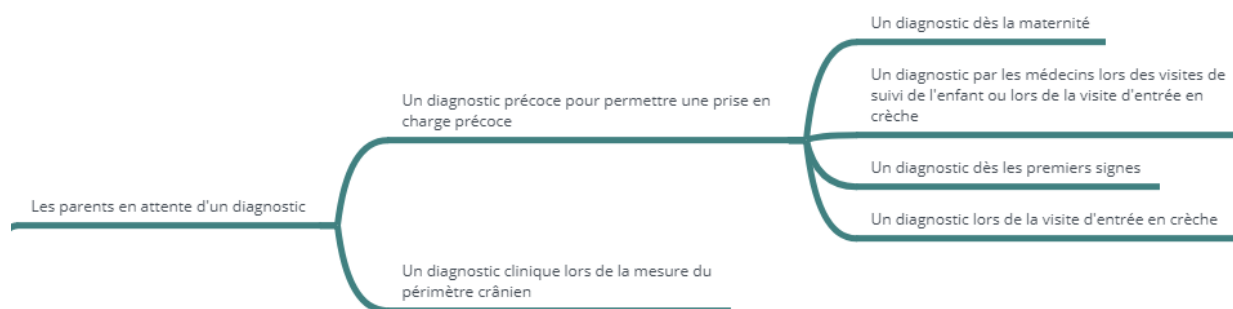 Un diagnostic dès la maternité
Un diagnostic par les médecins lors des visites de
suivi de l'enfant ou lors de la visite d'entrée en
crèche
Un diagnostic précoce pour permettre une prise en
charge précoce
Un diagnostic dès les premiers signes
Les parents en attente d'un diagnostic
Un diagnostic lors de la visite d'entrée en crèche
Un diagnostic clinique lors de la mesure du
périmètre crânien